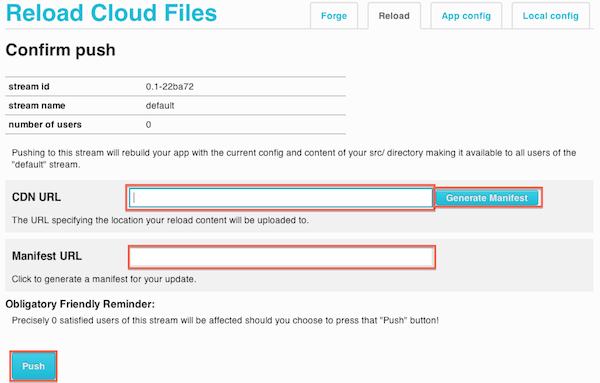 Reload Cloud Files
Forge
Reload
App config
Local config
Confirm push
stream id 0.1-22ba72
stream name default
number of users 0
Pushing to this stream will rebuild your app with the current config and content of your src/ directory making it available to all users of the
"default" stream.
CDN URL
Generate Manifest
The URL specifying the location your reload content will be uploaded to.
Manifest URL
Click to generate a manifest for your update.
Obligatory Friendly Reminder:
Precisely 0 satisfied users of this stream will be affected should you choose to press that "Push" button!
Push